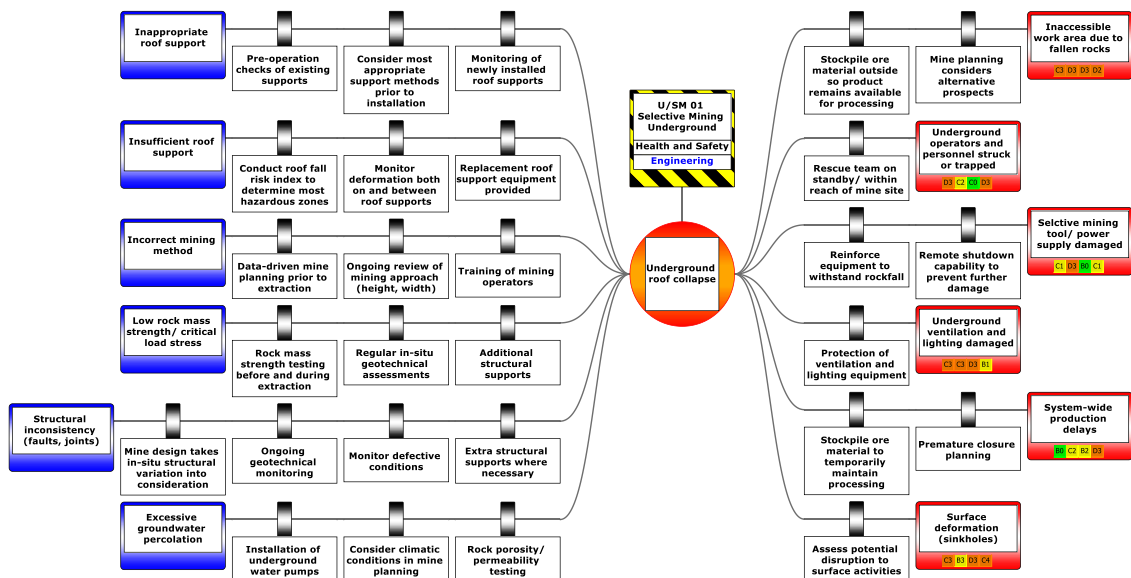 Inappropriate
roof support
Pre-operation
checks of existing
supports
Consider most
appropriate
support methods
prior to
installation
Monitoring of
newly installed
roof supports
Insufficient roof
support
Conduct roof fall
risk index to
determine most
hazardous zones
Monitor
deformation both
on and between
roof supports
Replacement roof
support equipment
provided
Incorrect mining
method
Data-driven mine
planning prior to
extraction
Ongoing review of
mining approach
(height, width)
Training of mining
operators
Low rock mass
strength/ critical
load stress
Rock mass
strength testing
before and during
extraction
Regular in-situ
geotechnical
assessments
Additional
structural
supports
Structural
inconsistency
(faults, joints)
Mine design takes
in-situ structural
variation into
consideration
Ongoing
geotechnical
monitoring
Monitor defective
conditions
Extra structural
supports where
necessary
Excessive
groundwater
percolation
Installation of
underground
water pumps
Consider climatic
conditions in mine
planning
Rock porosity/
permeability
testing
U/SM 01
Selective Mining
Underground
Health and Safety
Engineering
Underground
roof collapse
Stockpile ore
material outside
so product
remains available
for processing
Mine planning
considers
alternative
prospects
Inaccessible
work area due to
fallen rocks
C3 D3 D3 D2
Rescue team on
standby/ within
reach of mine site
Underground
operators and
personnel struck
or trapped
D3 C2 C0 D3
Reinforce
equipment to
withstand rockfall
Remote shutdown
capability to
prevent further
damage
Selctive mining
tool/ power
supply damaged
C1 D3 B0 C1
Protection of
ventilation and
lighting equipment
Underground
ventilation and
lighting damaged
C3 C3 D3 B1
Stockpile ore
material to
temporarily
maintain
processing
Premature closure
planning
System-wide
production
delays
B0 C2 B2 D3
Assess potential
disruption to
surface activities
Surface
deformation
(sinkholes)
C3 B3 D3 C4